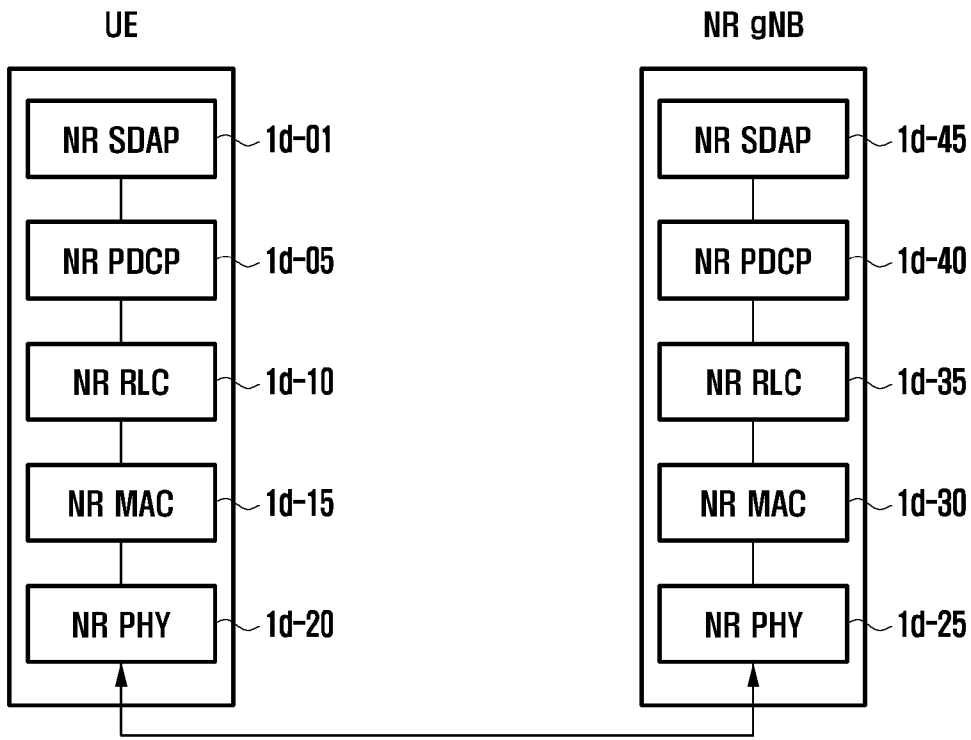 UE NR gNB
NR SDAP 1d-01 NR SDAP 1d-45
NR PDCP 1d-05 NR PDCP 1d-40
NR RLC 1d-10 NR RLC 1d-35
NR MAC 1d-15 NR MAC 1d-30
NR PHY 1d-20 NR PHY 1d-25